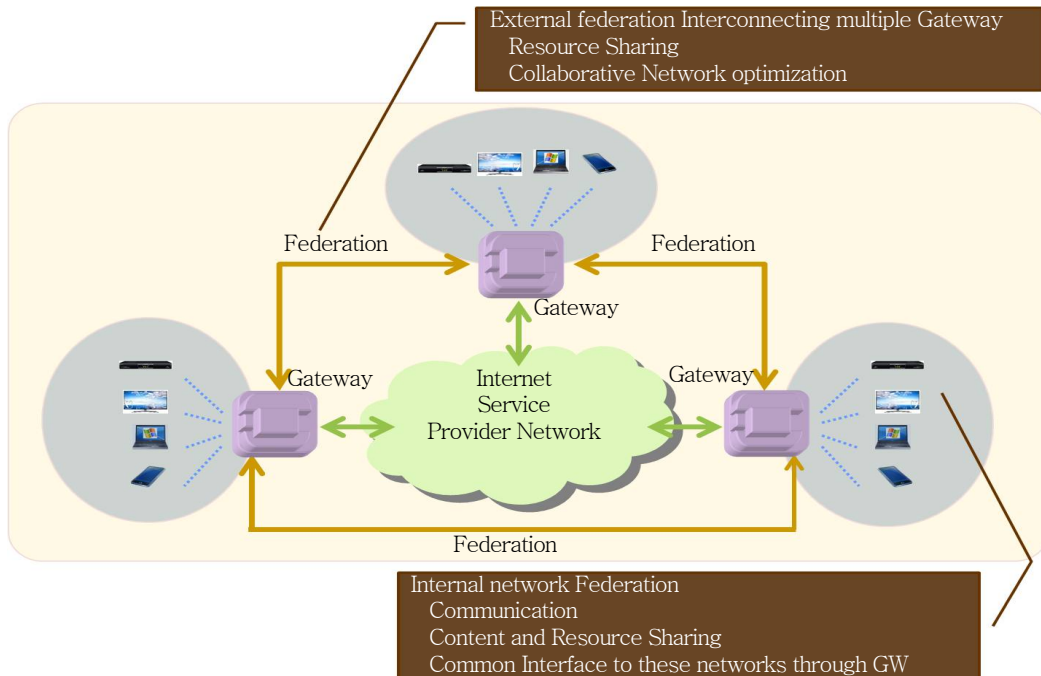 External federation Interconnecting multiple Gateway
Resource Sharing
Collaborative Network optimization
Federation
Federation
Gateway
Gateway
Gateway
Internet
Service
Provider Network
Federation
Internal network Federation
Communication
Content and Resource Sharing
Common Interface to these networks through GW